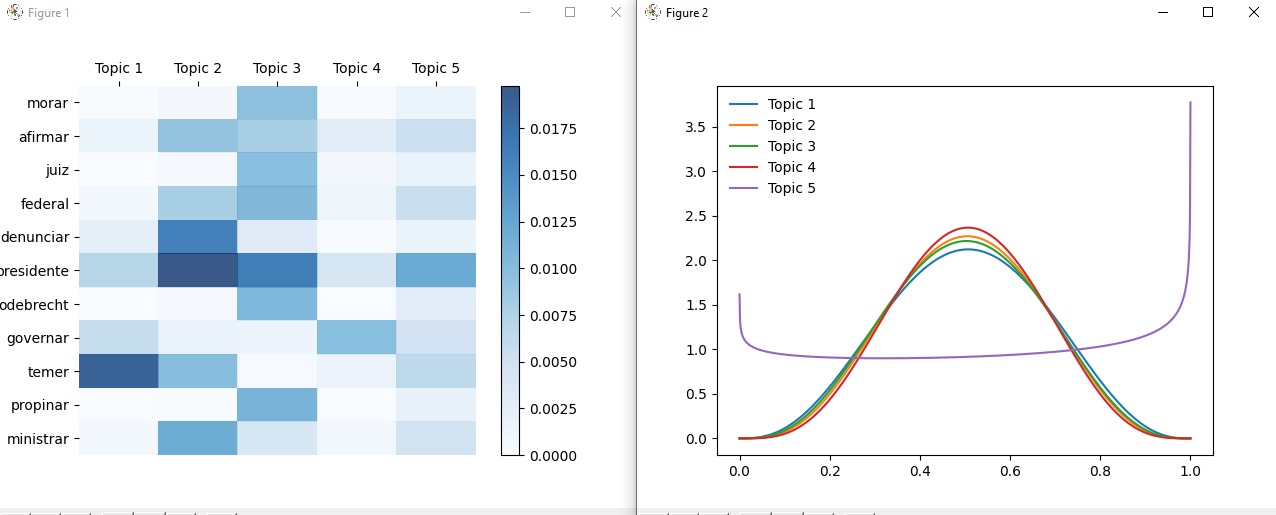 Figure 1
Topic 1 Topic 2 Topic 3 Topic 4 Topic 5
morar
afirmar
juiz
federal
denunciar
presidente
odebrecht
governar
temer
propinar
ministrar
0.0175
0.0150
0.0125
0.0100
0.0075
0.0050
0.0025
0.0000
Figure 2
Topic 1
Topic 2
Topic 3
Topic 4
Topic 5
3.5
3.0
2.5
2.0
1.5
1.0
0.5
0.0
0.0 0.2 0.4 0.6 0.8 1.0